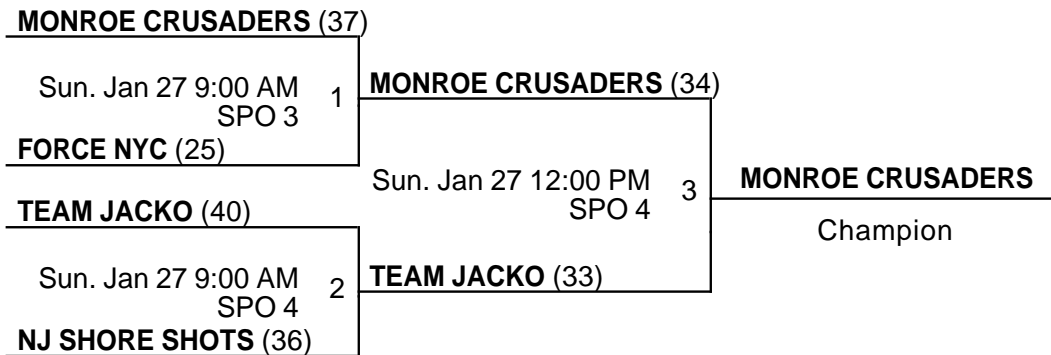 MONROE CRUSADERS (37)
Sun. Jan 27 9:00 AM
SPO 3
1
FORCE NYC (25)
MONROE CRUSADERS (34)
TEAM JACKO (40)
Sun. Jan 27 9:00 AM
SPO 4
2
NJ SHORE SHOTS (36)
Sun. Jan 27 12:00 PM
SPO 4
3
TEAM JACKO (33)
MONROE CRUSADERS
Champion